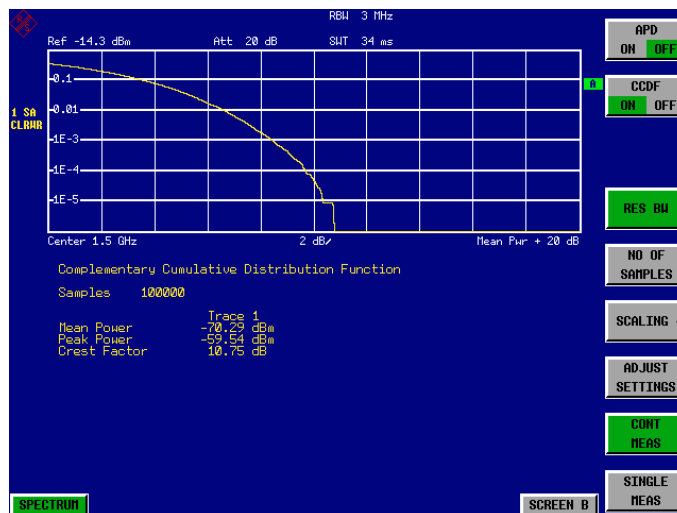 RBW 3 MHz
Ref -14.3 dBm Att 20 dB SWT 34 ms
0.1
A
0.01
1 SA
CLRWR
1E-3
1E-4
1E-5
Center 1.5 GHz 2 dB/ Mean Pwr + 20 dB
Complementary Cumulative Distribution Function
Samples 100000
Trace 1
Mean Power -70.29 dBm
Peak Power -59.54 dBm
Crest Factor 10.75 dB
SPECTRUM
SCREEN B
APD
ON OFF
CCDF
ON OFF
RES BW
NO OF
SAMPLES
SCALING
ADJUST
SETTINGS
CONT
MEAS
SINGLE
MEAS